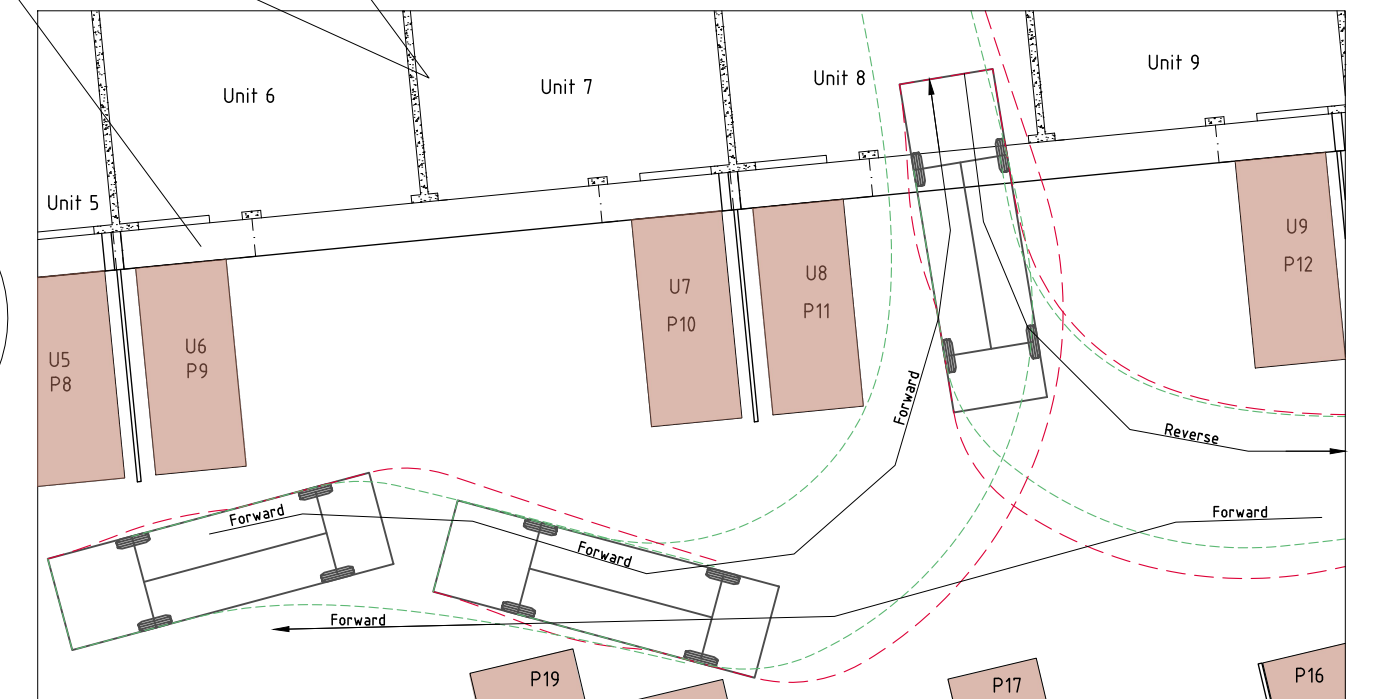 Unit 6
Unit 7
Unit 8
Unit 9
Unit 5
U5
P8
U6
P9
U7
P10
U8
P11
U9
P12
Forward
Reverse
Forward
Forward
Forward
Forward
P19
P17
P16